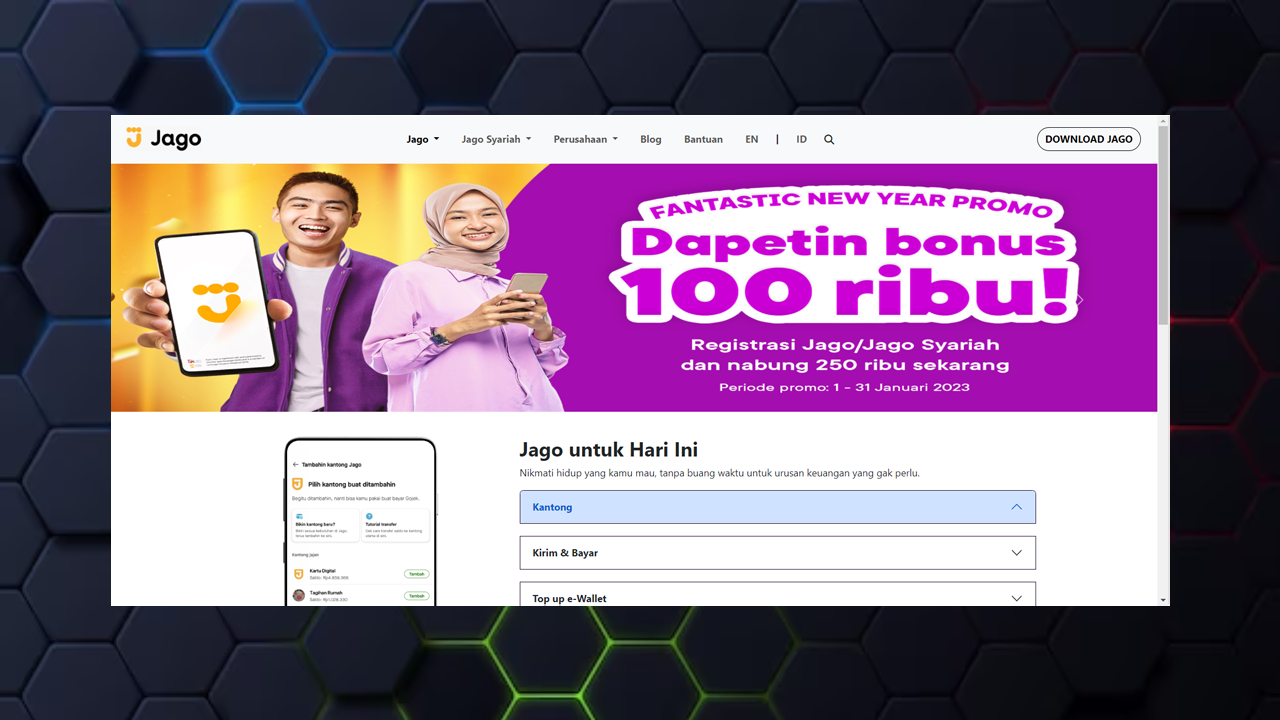 Jago
Jago
Jago Syariah
Perusahaan
Blog
Bantuan
EN
|
ID
DOWNLOAD JAGO
FANTASTIC NEW YEAR PROMO
Dapetin bonus
100 ribu!
Registrasi Jago/Jago Syariah
dan nabung 250 ribu sekarang
Periode promo: 1 - 31 Januari 2023
Tambahin kantong Jago
Pilih kantong buat ditambahin
Begitu ditambahin, nanti bisa kamu pakai buat bayar Gojek.
Bikin kantong baru?
Tutorial transfer
Kantong jajan
Kartu Digital
Tambah
Tagihan Rumah
Tambah
Jago untuk Hari Ini
Nikmati hidup yang kamu mau, tanpa buang waktu untuk urusan keuangan yang gak perlu.
Kantong
Kirim & Bayar
Top up e-Wallet